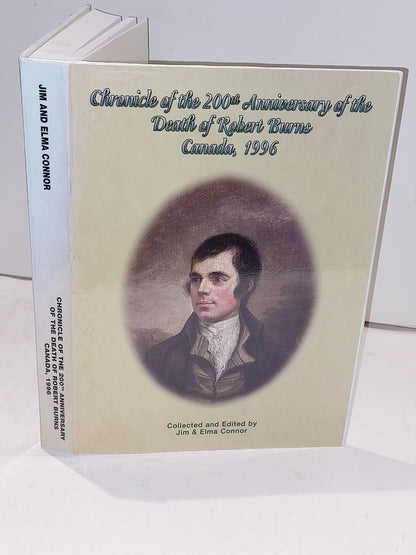 JIM AND ELMA CONNOR
CHRONICLE OF THE 200TH ANNIVERSARY
OF THE DEATH OF ROBERT BURNS
CANADA, 1996
Chronicle of the 200th Anniversary of the
Death of Robert Burns
Canada, 1996
Collected and Edited by
Jim & Elma Connor